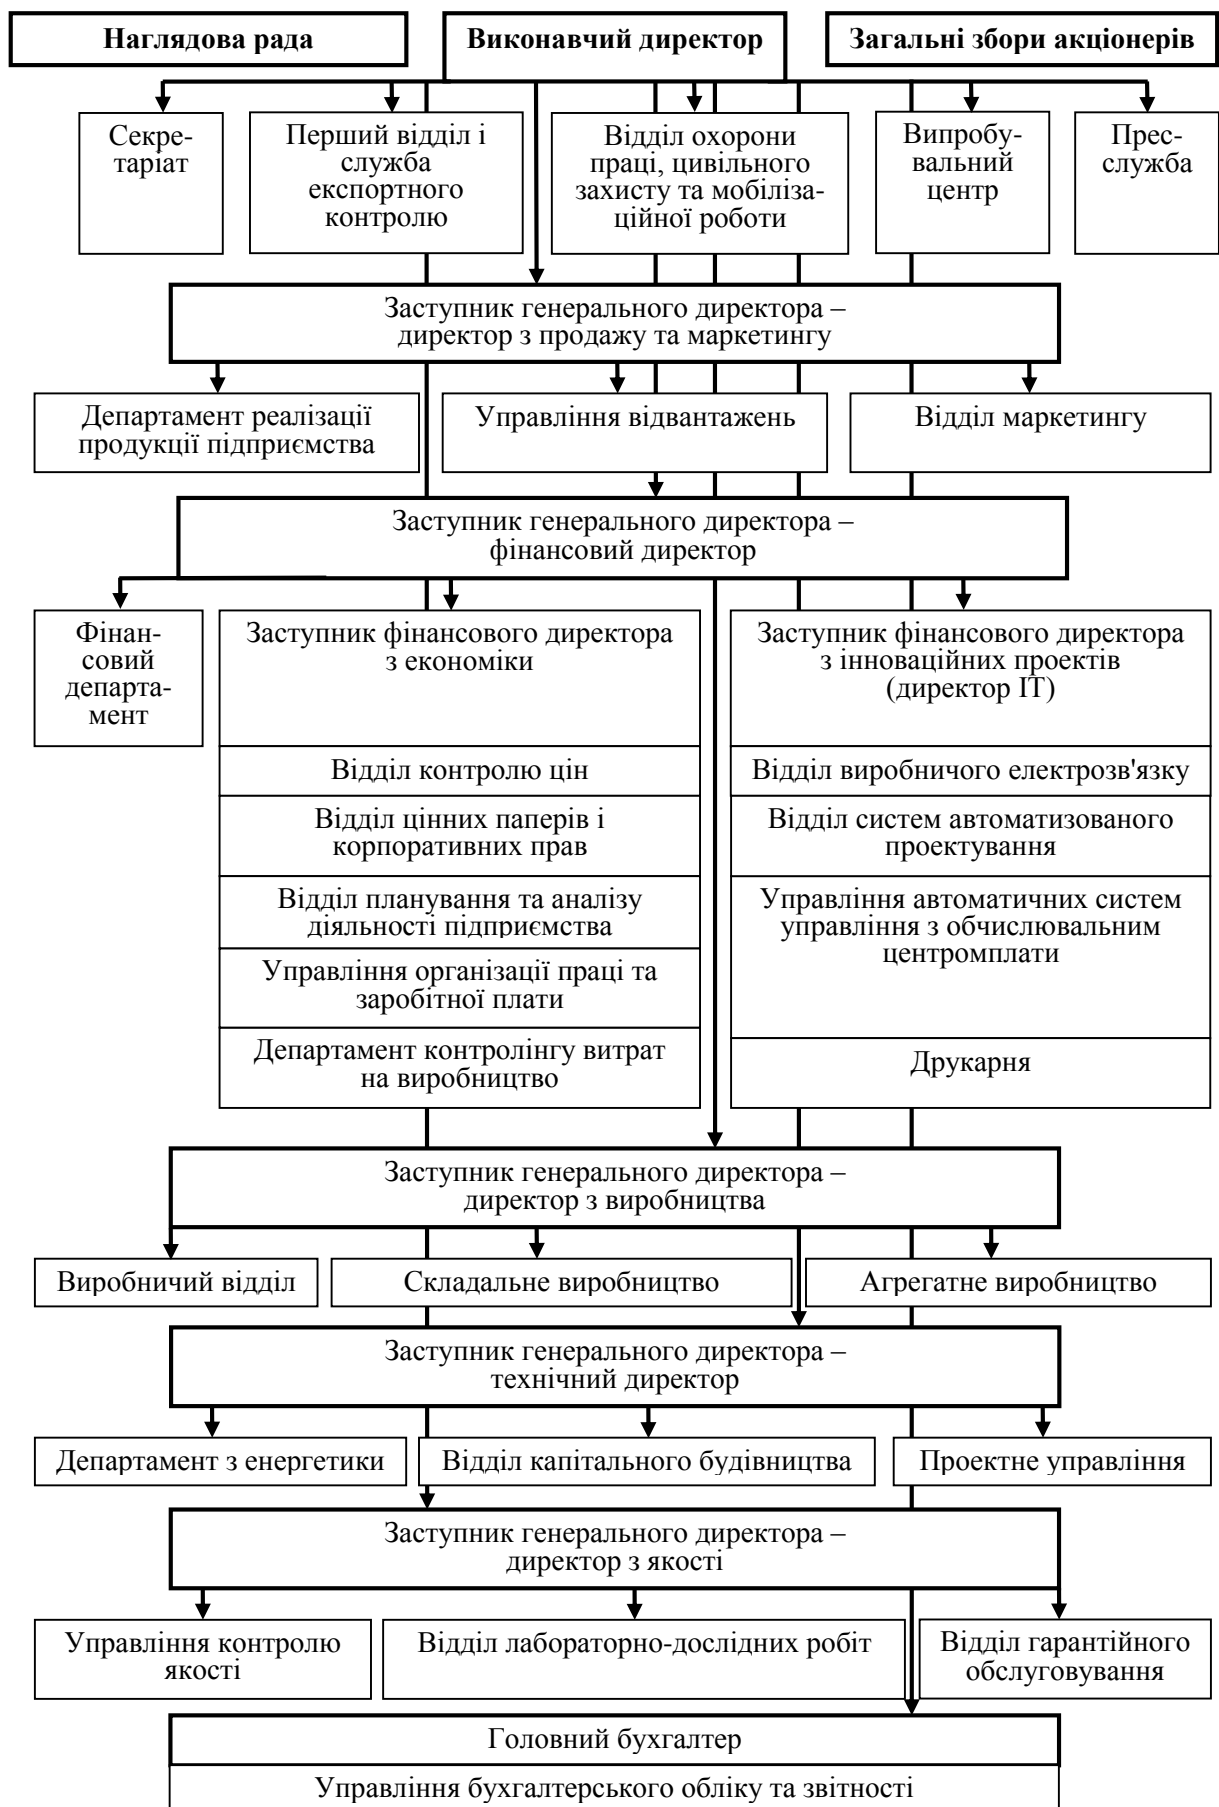 Наглядова рада
Виконавчий директор
Загальні збори акціонерів
Секре-
таріат
Перший відділ і
служба
експортного
контролю
Відділ охорони
праці, цивільного
захисту та мобіліза-
ційної роботи
Випробу-
вальний
центр
Прес-
служба
Заступник генерального директора –
директор з продажу та маркетингу
Департамент реалізації
продукції підприємства
Управління відвантажень
Відділ маркетингу
Заступник генерального директора –
фінансовий директор
Фінан-
совий
департа-
мент
Заступник фінансового директора
з економіки
Відділ контролю цін
Відділ цінних паперів і
корпоративних прав
Відділ планування та аналізу
діяльності підприємства
Управління організації праці та
заробітної плати
Департамент контролінгу витрат
на виробництво
Заступник фінансового директора
з інноваційних проектів
(директор ІТ)
Відділ виробничого електрозв'язку
Відділ систем автоматизованого
проектування
Управління автоматичних систем
управління з обчислювальним
центромплати
Друкарня
Заступник генерального директора –
директор з виробництва
Виробничий відділ
Складальне виробництво
Агрегатне виробництво
Заступник генерального директора –
технічний директор
Департамент з енергетики
Відділ капітального будівництва
Проектне управління
Заступник генерального директора –
директор з якості
Управління контролю
якості
Відділ лабораторно-дослідних робіт
Відділ гарантійного
обслуговування
Головний бухгалтер
Управління бухгалтерського обліку та звітності